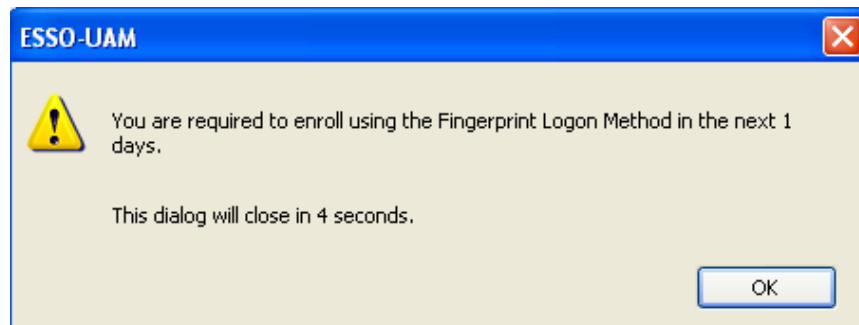 ESSO-UAM
You are required to enroll using the Fingerprint Logon Method in the next 1
days.
This dialog will close in 4 seconds.
OK